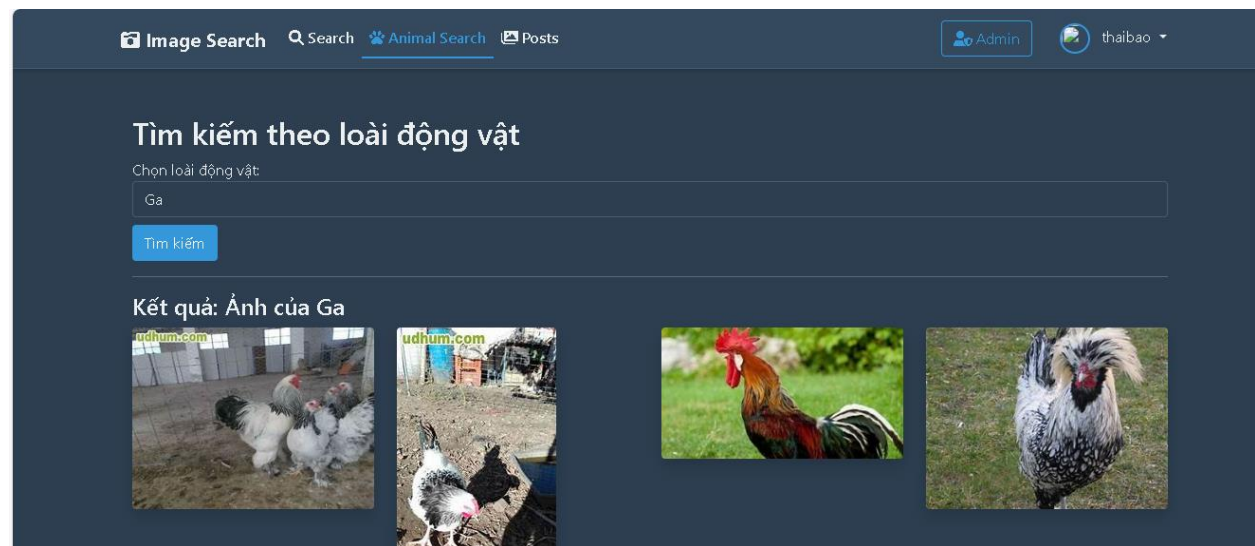 Image Search Search Animal Search Posts Admin thaibao
Tìm kiếm theo loài động vật
Chọn loài động vật:
Ga
Tìm kiếm
Kết quả: Ảnh của Ga
udhum.com udhum.com